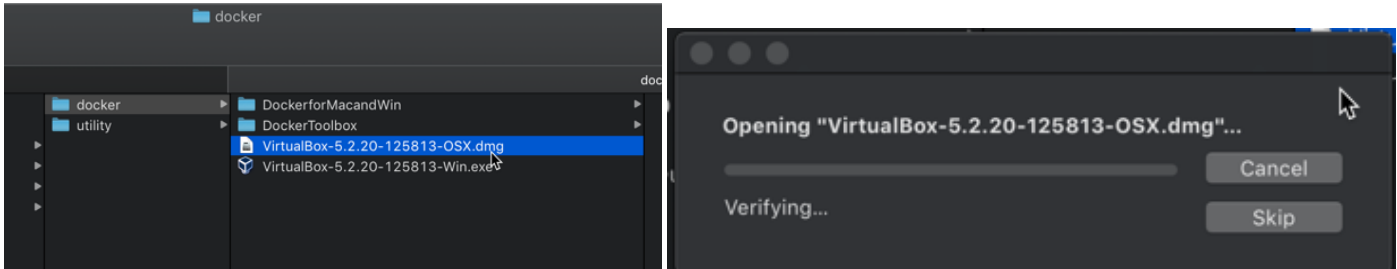 docker
doc
docker
utility
DockerforMacandWin
DockerToolbox
VirtualBox-5.2.20-125813-OSX.dmg
VirtualBox-5.2.20-125813-Win.exe
Opening "VirtualBox-5.2.20-125813-OSX.dmg"...
Cancel
Verifying...
Skip